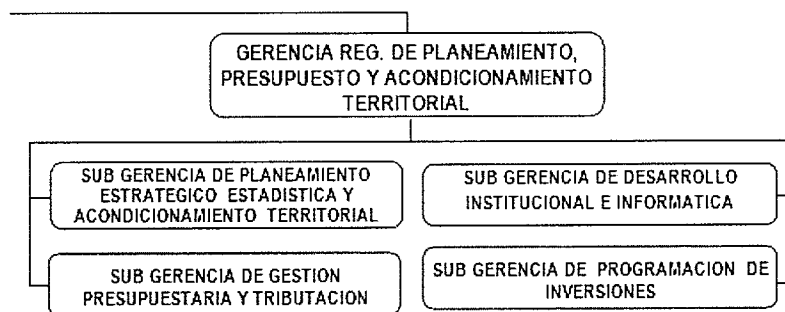 GERENCIA REG. DE PLANEAMIENTO,
PRESUPUESTO Y ACONDICIONAMIENTO
TERRITORIAL
SUB GERENCIA DE PLANEAMIENTO
ESTRATEGICO ESTADISTICA Y
ACONDICIONAMIENTO TERRITORIAL
SUB GERENCIA DE DESARROLLO
INSTITUCIONAL E INFORMATICA
SUB GERENCIA DE GESTION
PRESUPUESTARIA Y TRIBUTACION
SUB GERENCIA DE PROGRAMACION DE
INVERSIONES